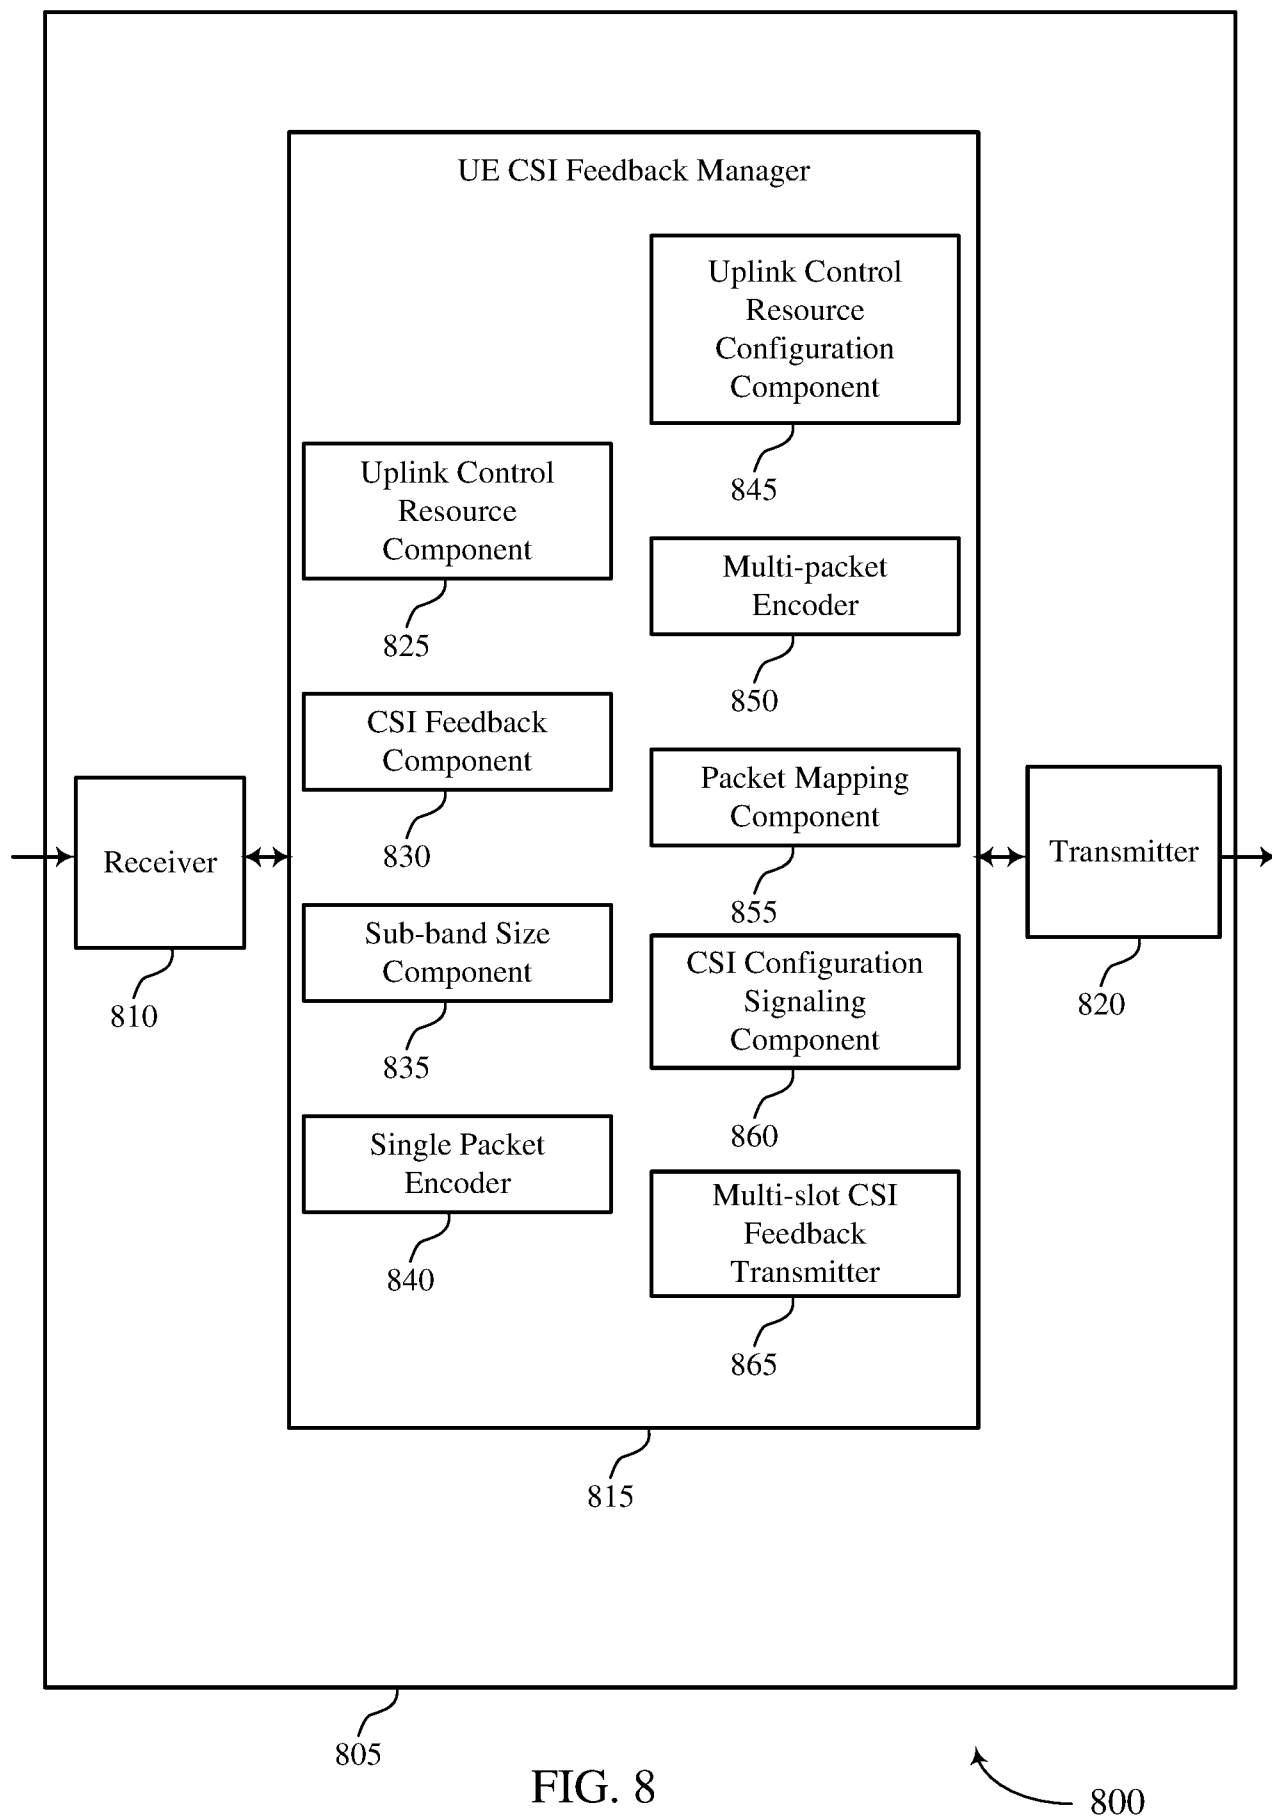 UE CSI Feedback Manager
Uplink Control
Resource
Configuration
Component
845
Uplink Control
Resource
Component
825
Multi-packet
Encoder
850
CSI Feedback
Component
830
Packet Mapping
Component
855
Receiver
810
Transmitter
820
Sub-band Size
Component
835
CSI Configuration
Signaling
Component
860
Single Packet
Encoder
840
Multi-slot CSI
Feedback
Transmitter
865
815
805
FIG. 8
800